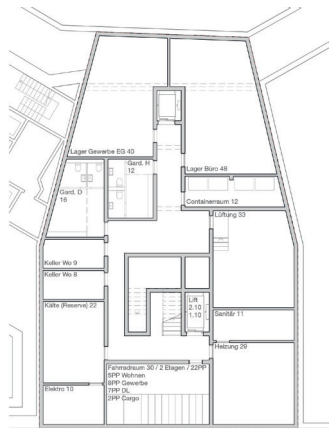 Lager Gewerbe EG 40
Gard. H
12
Lager Büro 48
Gard. D
16
Containerraum 12
Lüftung 33
Keller Wo 9
Keller Wo 8
Lift
2.10
1.10
Kälte (Reserve) 22
Sanitär 11
Heizung 29
Fahrradraum 30 / 2 Etagen / 22PP
5PP Wohnen
8PP Gewerbe
7PP DL
2PP Cargo
Elektro 10